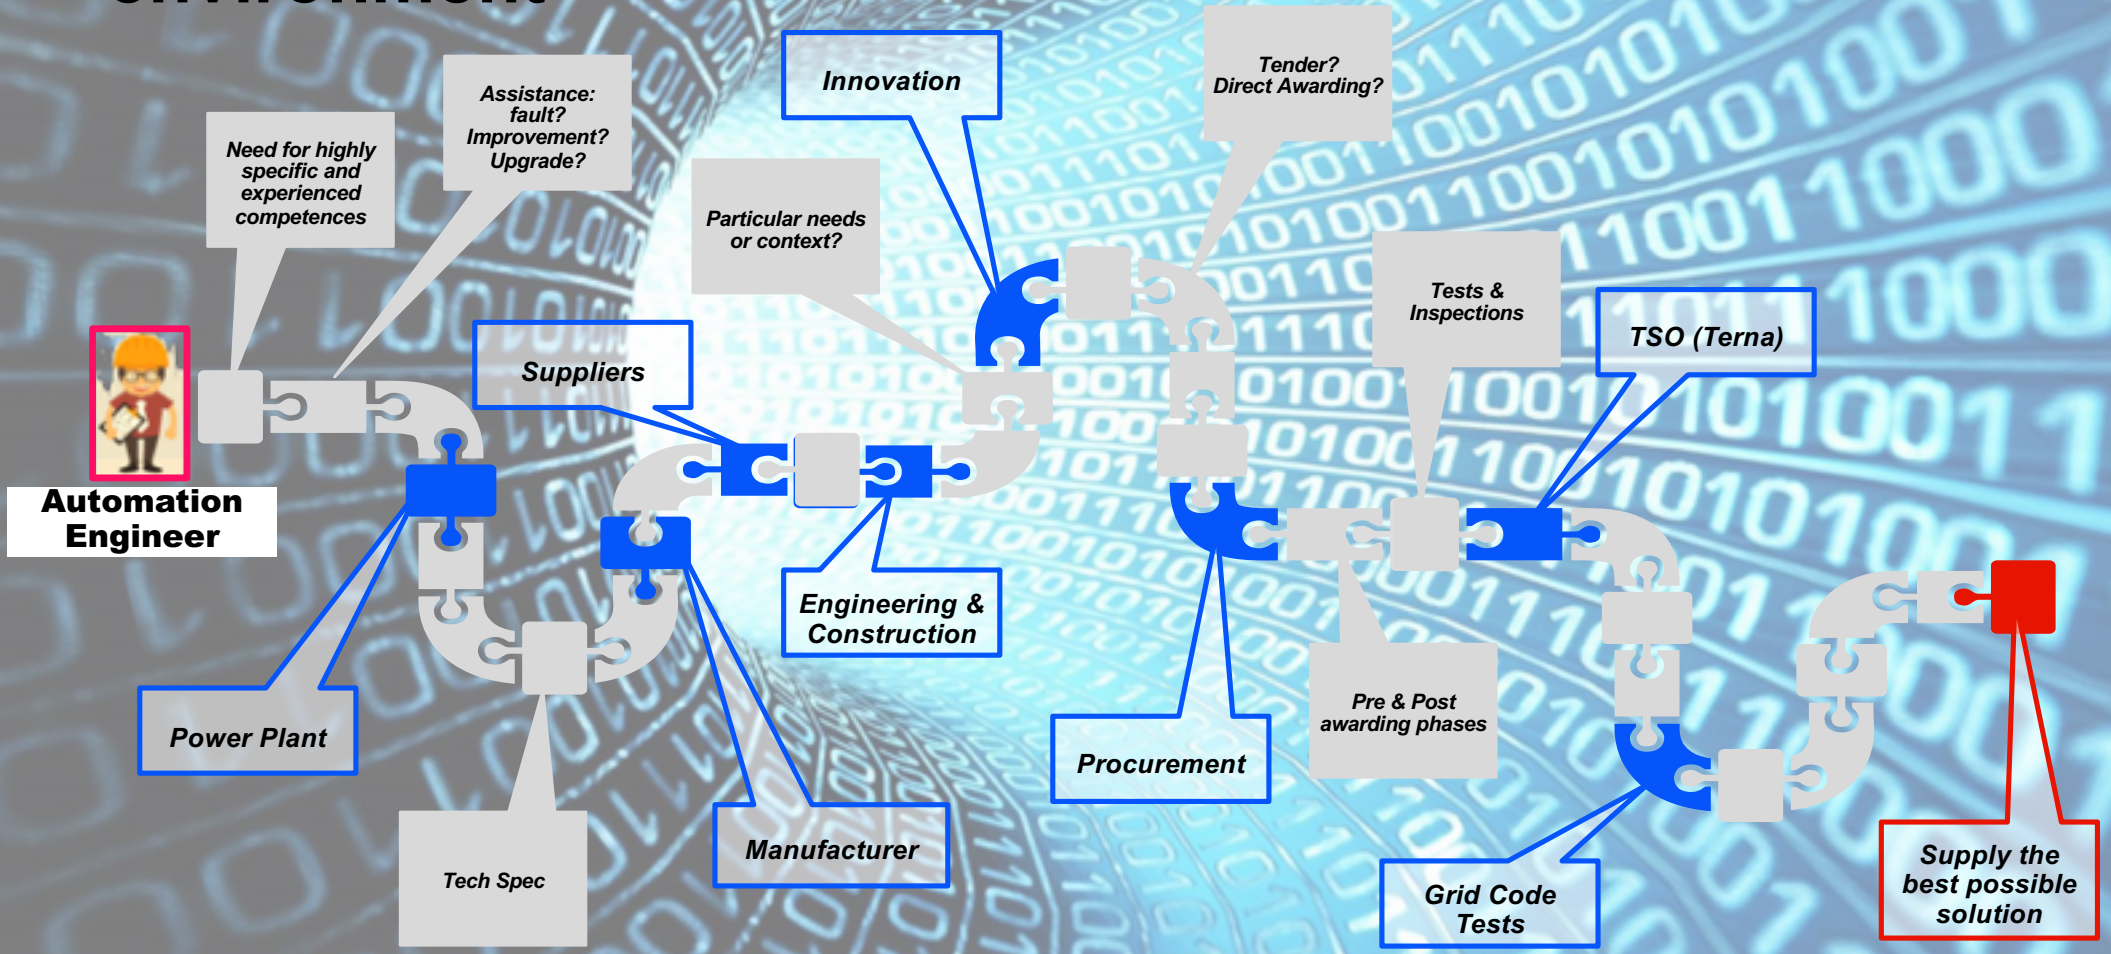 Innovation
Tender?
Direct Awarding?
Assistance:
fault?
Improvement?
Upgrade?
Need for highly
specific and
experienced
competences
Particular needs
or context?
Tests &
Inspections
TSO (Terna)
Suppliers
Automation
Engineer
Engineering &
Construction
Power Plant
Procurement
Pre & Post
awarding phases
Manufacturer
Tech Spec
Grid Code
Tests
Supply the
best possible
solution